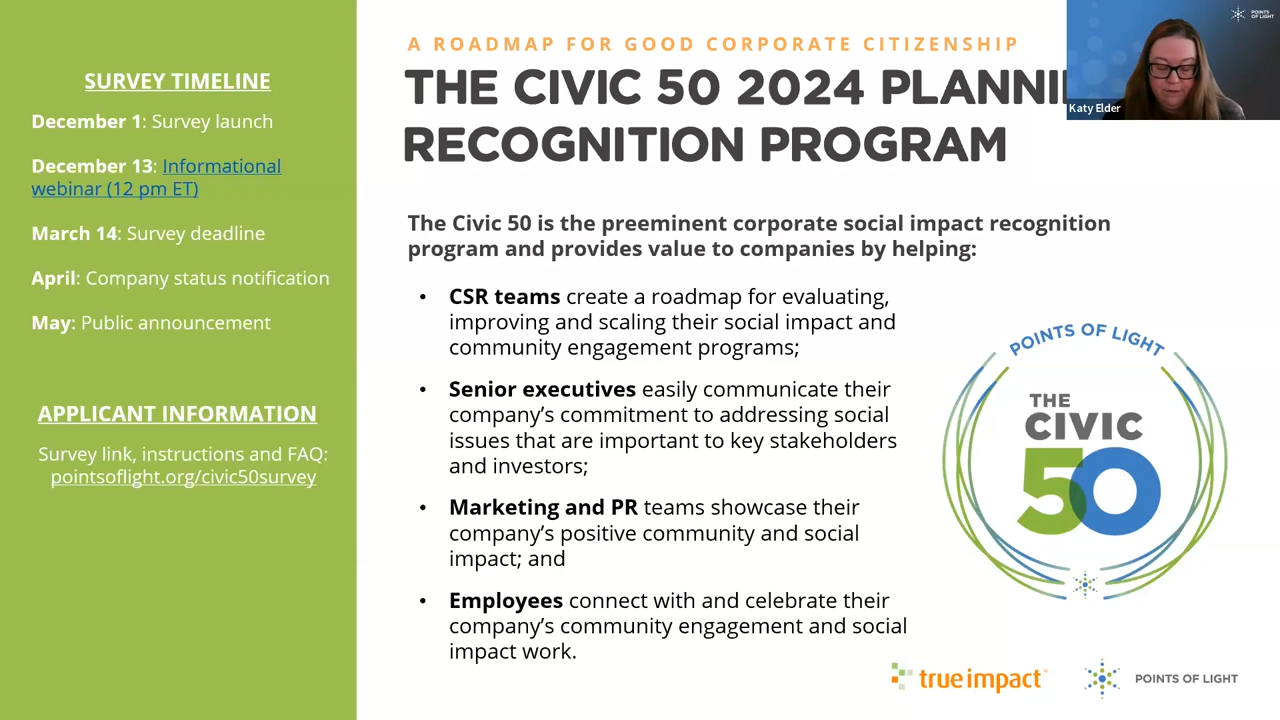 SURVEY TIMELINE
December 1: Survey launch
December 13: Informational
webinar (12 pm ET)
March 14: Survey deadline
April: Company status notification
May: Public announcement
APPLICANT INFORMATION
Survey link, instructions and FAQ:
pointsoflight.org/civic50survey
A ROADMAP FOR GOOD CORPORATE CITIZENSHIP
THE CIVIC 50 2024
RECOGNITION PROGRAM
The Civic 50 is the preeminent corporate social impact recognition
program and provides value to companies by helping:
• CSR teams create a roadmap for evaluating,
improving and scaling their social impact and
community engagement programs;
• Senior executives easily communicate their
company’s commitment to addressing social
issues that are important to key stakeholders
and investors;
• Marketing and PR teams showcase their
company’s positive community and social
impact; and
• Employees connect with and celebrate their
company’s community engagement and social
impact work.
POINTS OF LIGHT
THE
CIVIC
50
trueimpact
POINTS OF LIGHT
POINTS
OF LIGHT
Katy Elder